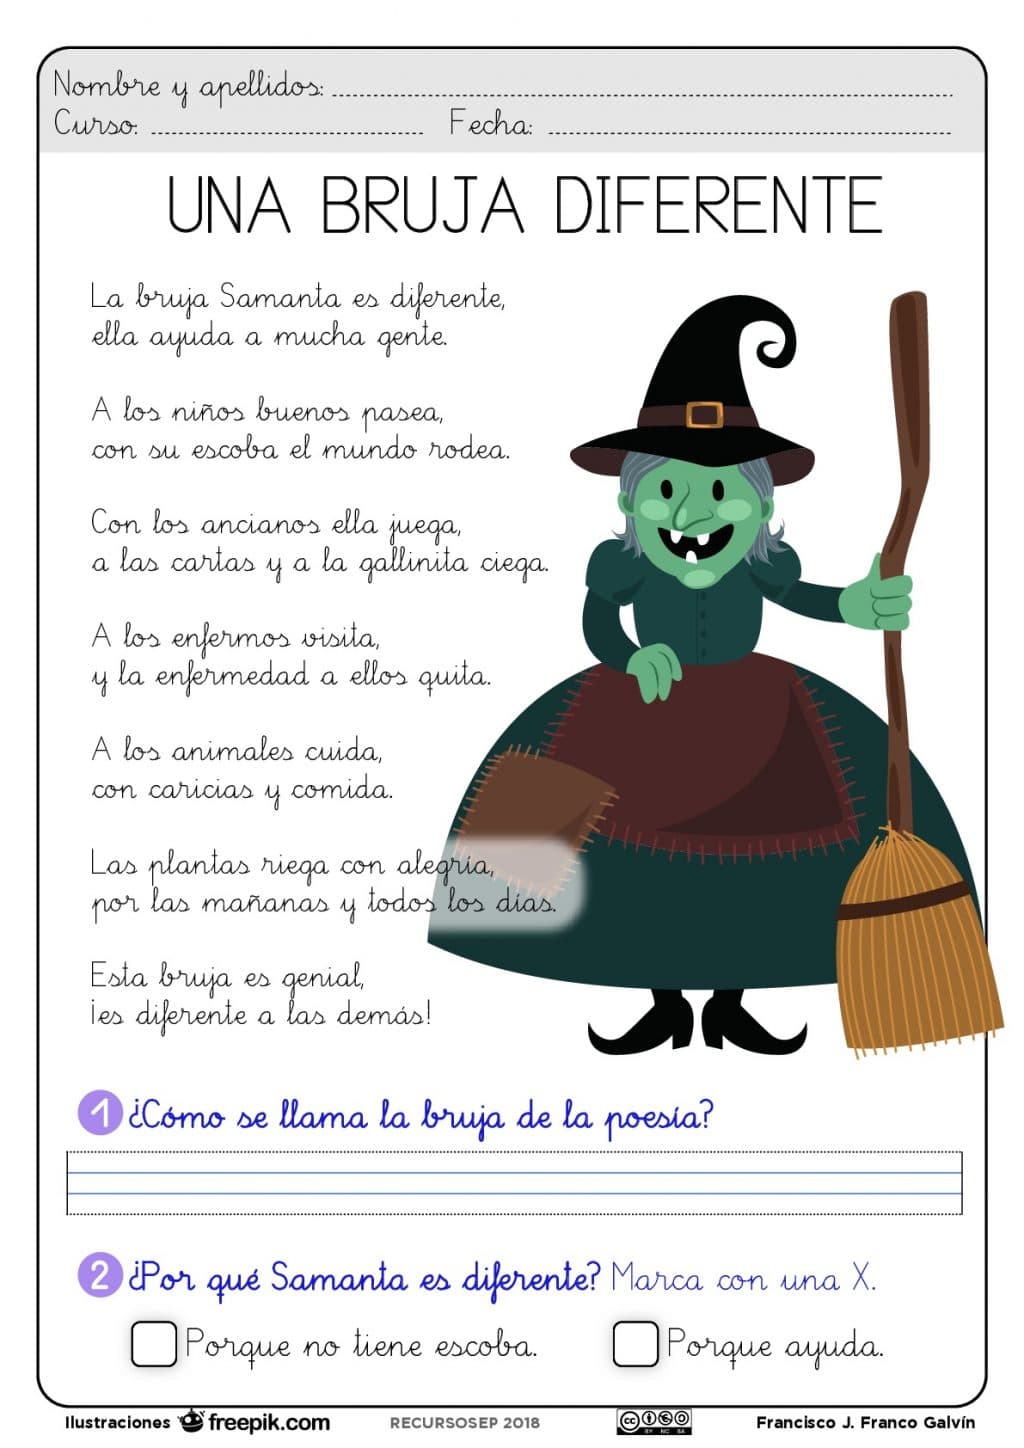 Nombre y apellidos:
Curso: Fecha:
UNA BRUJA DIFERENTE
La bruja Samanta es diferente,
ella ayuda a mucha gente.
A los niños buenos pasea,
con su escoba el mundo rodea.
Con los ancianos ella juega,
a las cartas y a la gallinita ciega.
A los enfermos visita,
y la enfermedad a ellos quita.
A los animales cuida,
con caricias y comida.
Las plantas riega con alegría,
por las mañanas y todos los días.
Esta bruja es genial,
¡es diferente a las demás!
1 ¿Cómo se llama la bruja de la poesía?
2 ¿Por qué Samanta es diferente? Marca con una X.
Porque no tiene escoba. Porque ayuda.
Ilustraciones freepik.com RECURSOSEP 2018 cc BY NC SA Francisco J. Franco Galvín